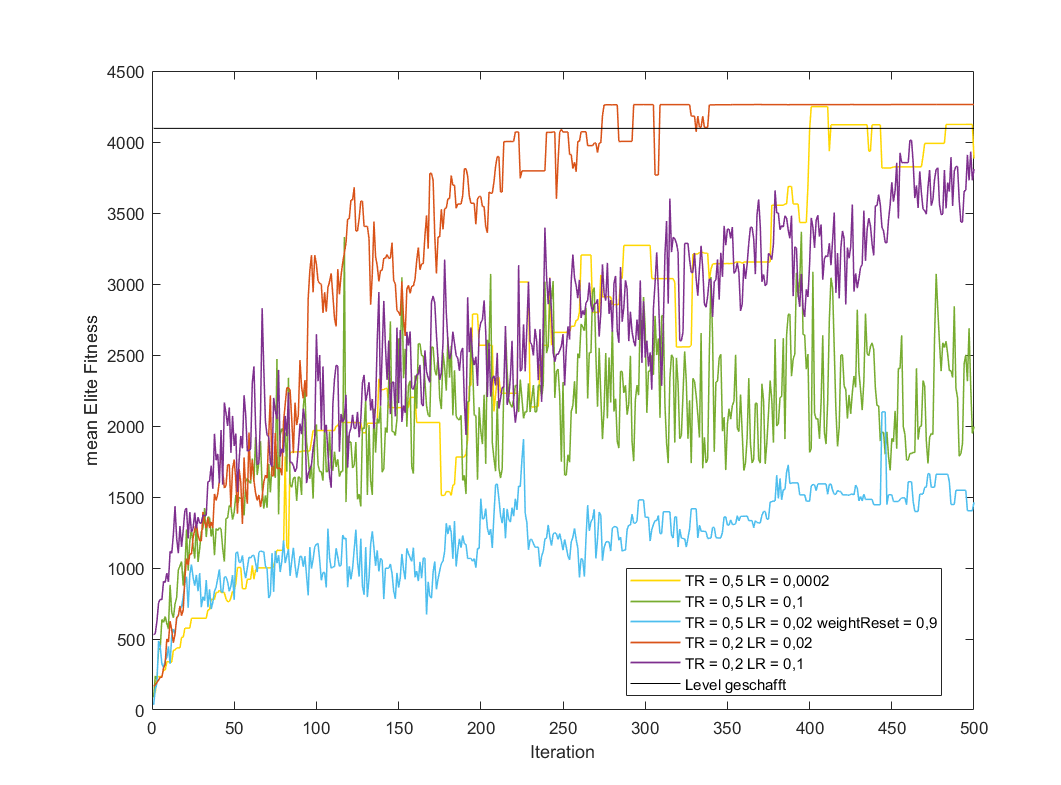 4500
4000
3500
3000
2500
2000
1500
1000
500
0
mean Elite Fitness
TR = 0,5 LR = 0,0002
TR = 0,5 LR = 0,1
TR = 0,5 LR = 0,02 weightReset = 0,9
TR = 0,2 LR = 0,02
TR = 0,2 LR = 0,1
Level geschafft
0 50 100 150 200 250 300 350 400 450 500
Iteration